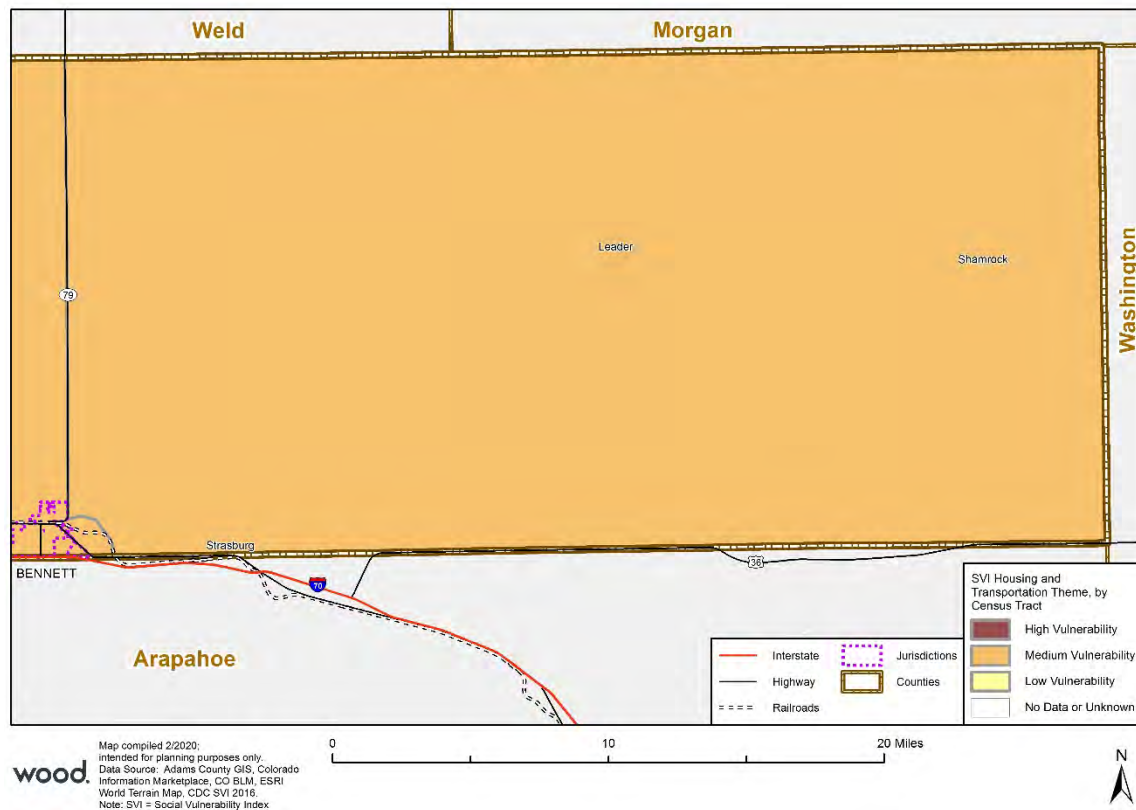 Weld
Morgan
Leader
Shamrock
Washington
79
Strasburg
36
BENNETT
70
Arapahoe
SVI Housing and
Transportation Theme, by
Census Tract
High Vulnerability
Medium Vulnerability
Low Vulnerability
No Data or Unknown
Interstate
Jurisdictions
Highway
Counties
Railroads
wood.
Map compiled 2/2020;
intended for planning purposes only.
Data Source: Adams County GIS, Colorado
Information Marketplace, CO BLM, ESRI
World Terrain Map, CDC SVI 2016.
Note: SVI = Social Vulnerability Index
0 10 20 Miles
N